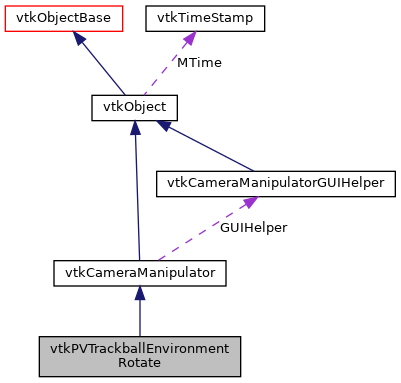 vtkObjectBase
vtkTimeStamp
MTime
vtkObject
vtkCameraManipulatorGUIHelper
GUIHelper
vtkCameraManipulator
vtkPVTrackballEnvironment
Rotate